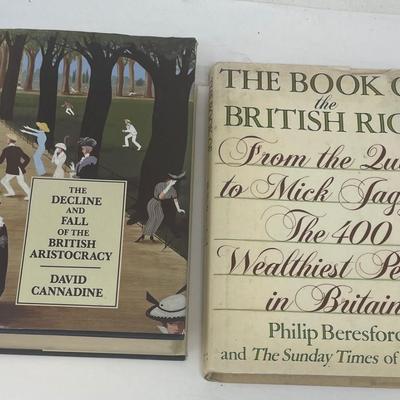 THE
DECLINE
AND
FALL
OF THE
BRITISH
ARISTOCRACY
DAVID
CANNADINE
THE BOOK O
the
BRITISH RIC
From the Qu
to Mick Jagg
The 400
Wealthiest Pe
in Britain
Philip Beresford
and The Sunday Times of